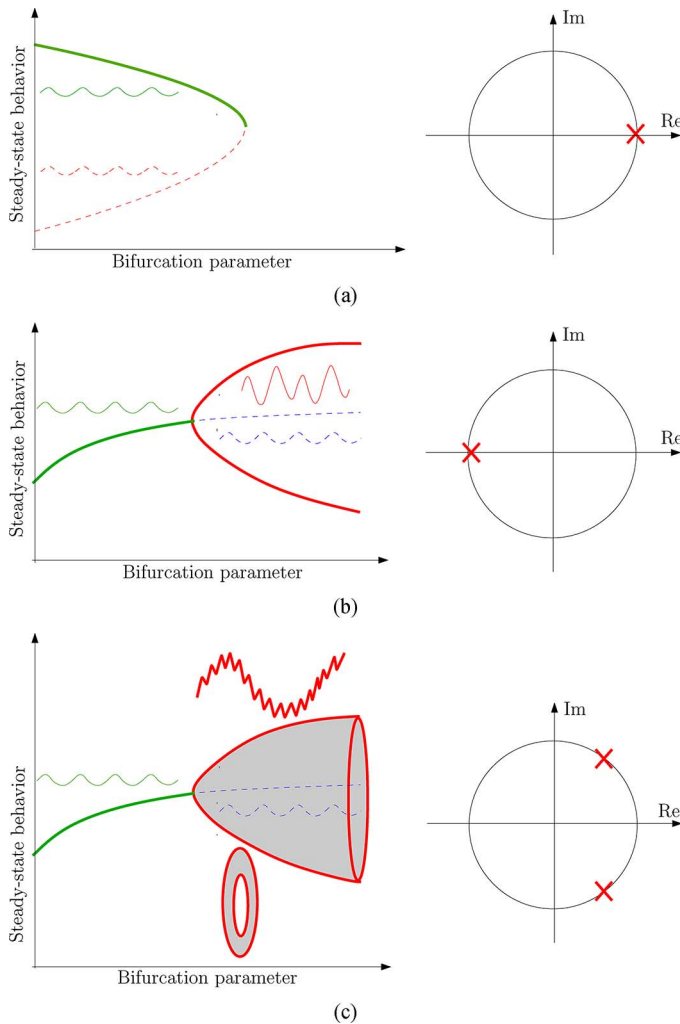 Im
Re
Steady-state behavior
Bifurcation parameter
(a)
Im
Re
Steady-state behavior
Bifurcation parameter
(b)
Im
Re
Steady-state behavior
Bifurcation parameter
(c)